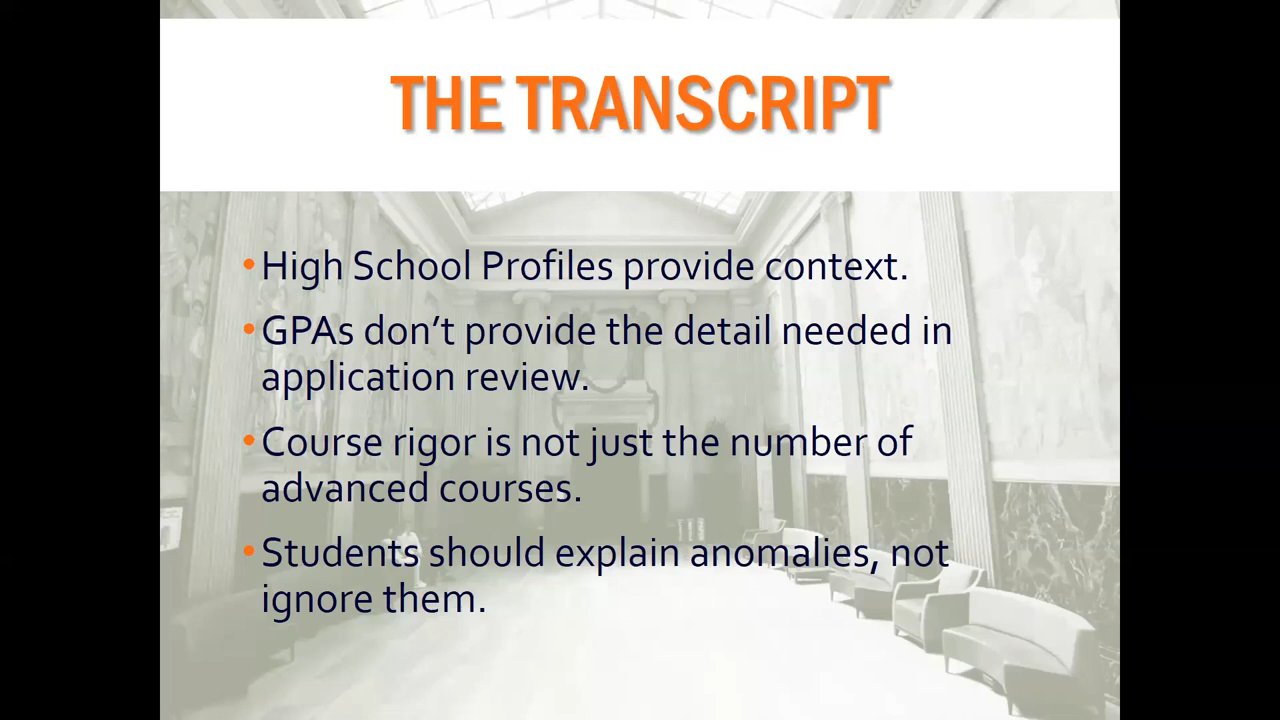 THE TRANSCRIPT
•High School Profiles provide context.
•GPAs don’t provide the detail needed in
application review.
•Course rigor is not just the number of
advanced courses.
•Students should explain anomalies, not
ignore them.